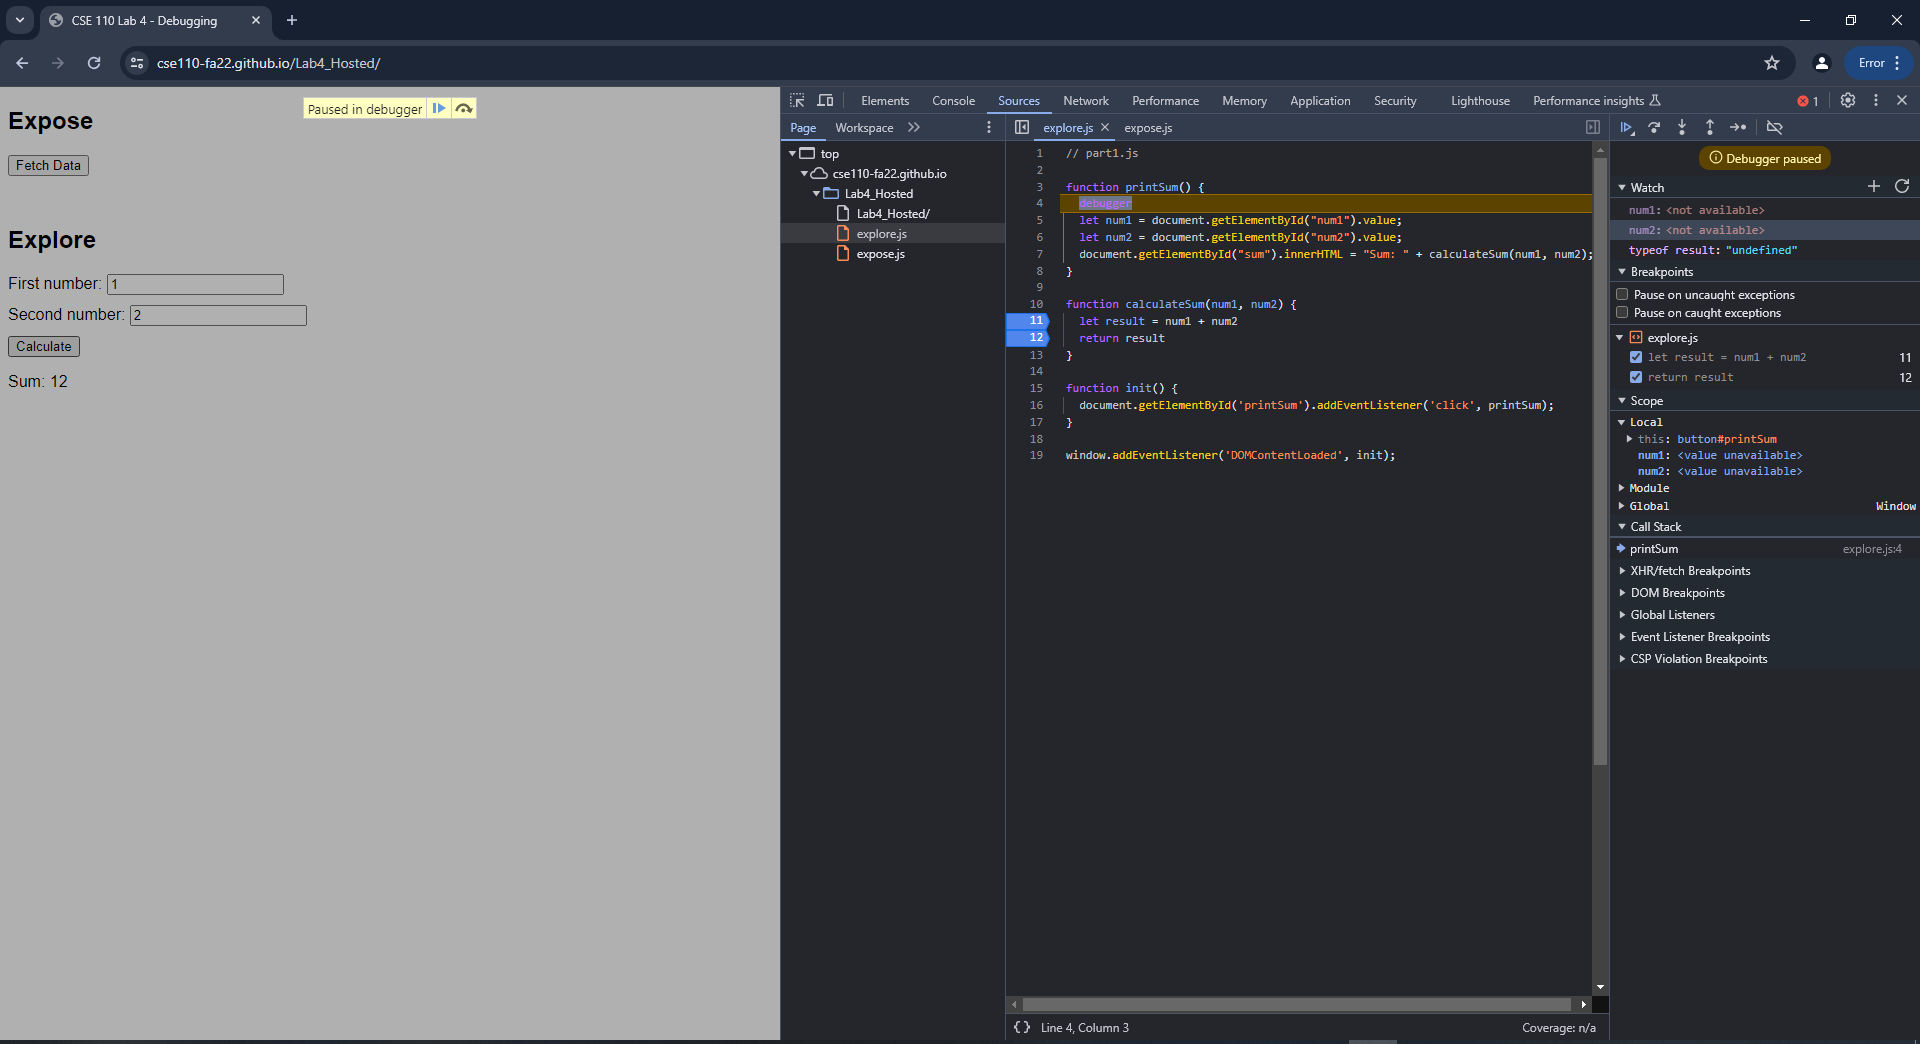 CSE 110 Lab 4 - Debugging
cse110-fa22.github.io/Lab4_Hosted/
Error
Expose
Paused in debugger
Fetch Data
Explore
First number: 1
Second number: 2
Calculate
Sum: 12
Elements Console Sources Network Performance Memory Application Security Lighthouse Performance insights 1
Page Workspace
top
cse110-fa22.github.io
Lab4_Hosted
Lab4_Hosted/
explore.js
expose.js
explore.js expose.js
1 // part1.js
2
3 function printSum() {
4 debugger
5 let num1 = document.getElementById("num1").value;
6 let num2 = document.getElementById("num2").value;
7 document.getElementById("sum").innerHTML = "Sum: " + calculateSum(num1, num2);
8 }
9
10 function calculateSum(num1, num2) {
11 let result = num1 + num2
12 return result
13 }
14
15 function init() {
16 document.getElementById('printSum').addEventListener('click', printSum);
17 }
18
19 window.addEventListener('DOMContentLoaded', init);
{} Line 4, Column 3 Coverage: n/a
Debugger paused
Watch
num1: <not available>
num2: <not available>
typeof result: "undefined"
Breakpoints
Pause on uncaught exceptions
Pause on caught exceptions
explore.js
let result = num1 + num2 11
return result 12
Scope
Local
this: button#printSum
num1: <value unavailable>
num2: <value unavailable>
Module
Global Window
Call Stack
printSum explore.js:4
XHR/fetch Breakpoints
DOM Breakpoints
Global Listeners
Event Listener Breakpoints
CSP Violation Breakpoints